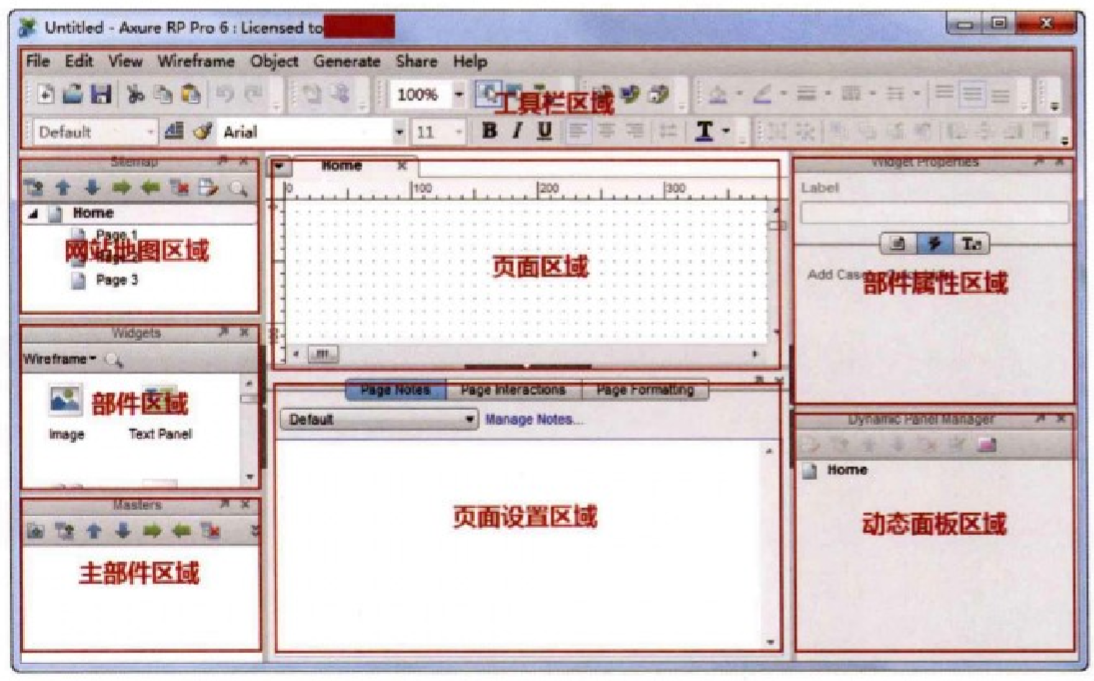 Untitled - Axure RP Pro 6 : Licensed to
File Edit View Wireframe Object Generate Share Help
100%
工具栏区域
Default Arial 11 B I U T
Sitemap
Home
Page 1
网站地图区域
Page 3
Widgets
Wireframe
部件区域
Image Text Panel
Masters
主部件区域
Home
0 100 200 300
页面区域
Page Notes Page Interactions Page Formatting
Default Manage Notes...
页面设置区域
Widget Properties
Label
Add Case
部件属性区域
Dynamic Panel Manager
Home
动态面板区域